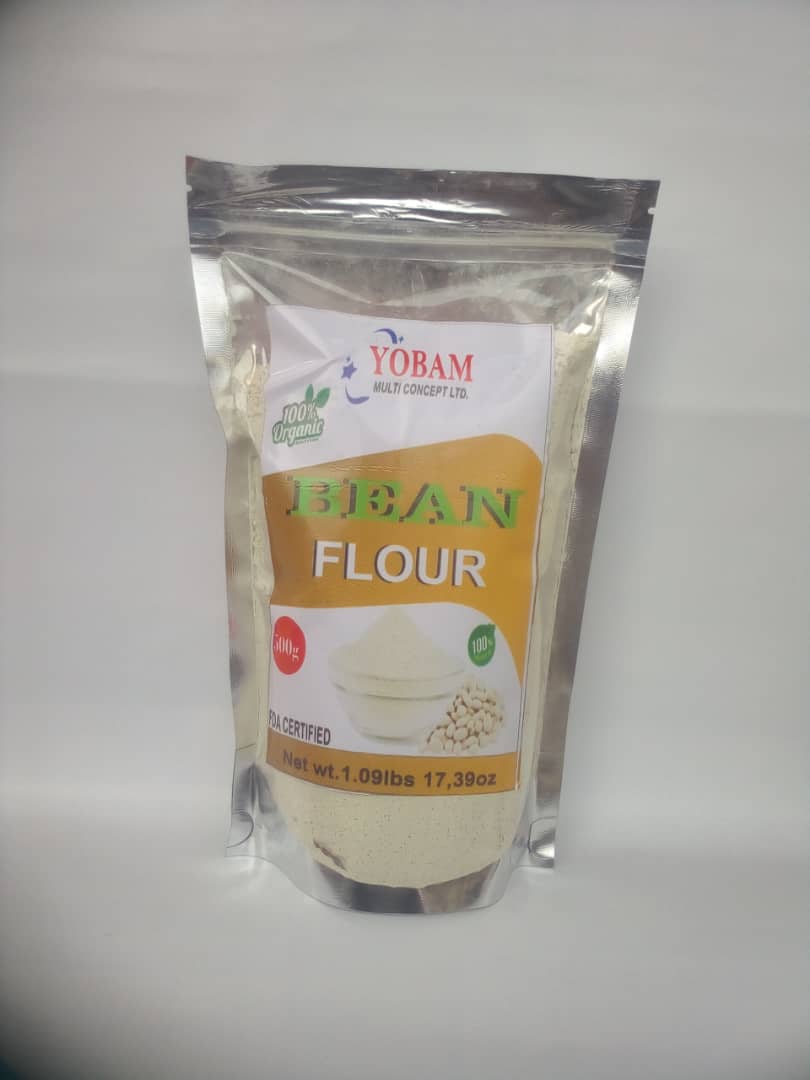 YOBAM
MULTI CONCEPT LTD.
100%
Organic
BEAN
FLOUR
500g
100%
FDA CERTIFIED
Net wt.1.09lbs 17,39oz